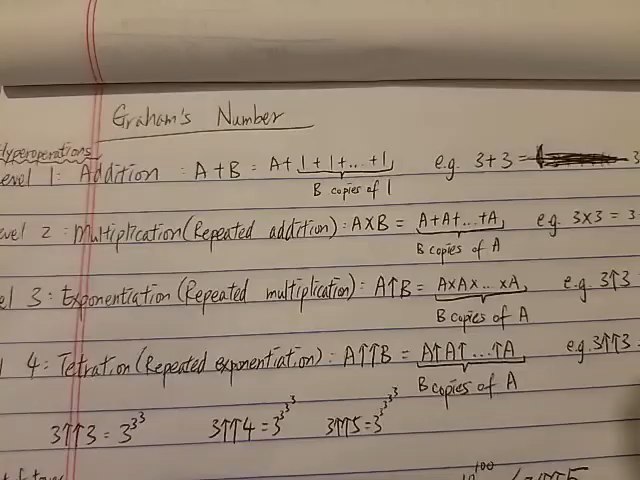 Graham's Number
Hyperoperations
Level 1: Addition : A+B = A+1+1+...+1 e.g. 3+3 = 3
B copies of 1
Level 2: Multiplication (Repeated addition): A×B = A+A+...+A e.g. 3×3 = 3
B copies of A
el 3: Exponentiation (Repeated multiplication): A↑B = A×A×...×A e.g. 3↑3 =
B copies of A
4: Tetration (Repeated exponentiation): A↑↑B = A↑A↑...↑A e.g. 3↑↑3 =
B copies of A
3↑↑3 = 3^3^3 3↑↑4 = 3^3^3^3 3↑↑5 = 3^3^3^3^3